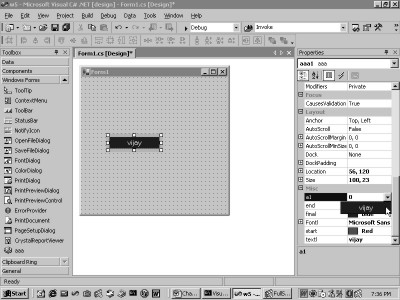 w5 - Microsoft Visual C# .NET [design] - Form1.cs [Design]*
File Edit View Project Build Debug Data Tools Window Help
Debug
Invoke
Toolbox
Data
Components
Windows Forms
ToolTip
ContextMenu
ToolBar
StatusBar
NotifyIcon
OpenFileDialog
SaveFileDialog
FontDialog
ColorDialog
PrintDialog
PrintPreviewDialog
PrintPreviewControl
ErrorProvider
PrintDocument
PageSetupDialog
CrystalReportViewer
aaa
Clipboard Ring
General
Form1.cs [Design]*
Form1
vijay
Properties
aaa1 aaa
Modifiers Private
Focus
CausesValidation True
Layout
Anchor Top, Left
AutoScroll False
AutoScrollMargin 0, 0
AutoScrollMinSize 0, 0
Dock None
DockPadding
Location 56, 120
Size 100, 23
Misc
a1 0
end
vijay
final
Font1 Microsoft Sans
start Red
text1 vijay
a1
Ready
Start
w5 - ...
7:36 PM